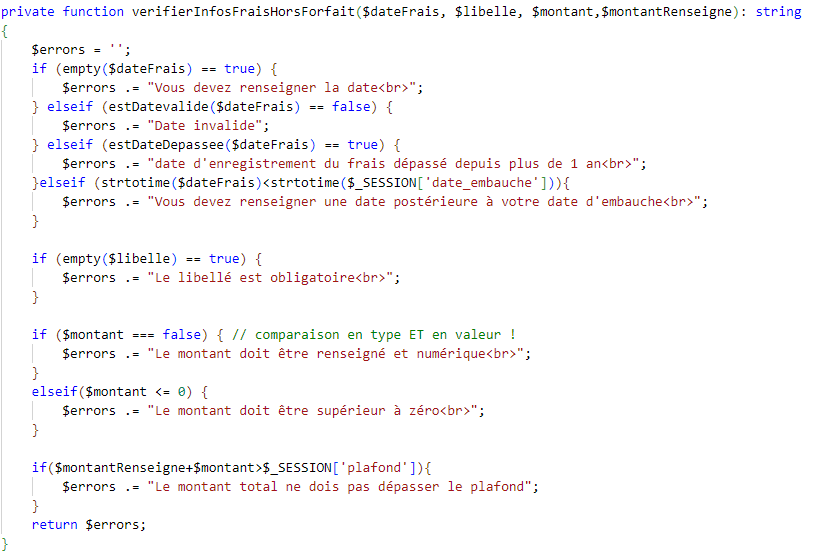 private function verifierInfosFraisHorsForfait($dateFrais, $libelle, $montant,$montantRenseigne): string
{
    $errors = '';
    if (empty($dateFrais) == true) {
        $errors .= "Vous devez renseigner la date<br>";
    } elseif (estDatevalide($dateFrais) == false) {
        $errors .= "Date invalide";
    } elseif (estDateDepassee($dateFrais) == true) {
        $errors .= "date d'enregistrement du frais dépassé depuis plus de 1 an<br>";
    }elseif (strtotime($dateFrais)<strtotime($_SESSION['date_embauche'])){
        $errors .= "Vous devez renseigner une date postérieure à votre date d'embauche<br>";
    }

    if (empty($libelle) == true) {
        $errors .= "Le libellé est obligatoire<br>";
    }

    if ($montant === false) { // comparaison en type ET en valeur !
        $errors .= "Le montant doit être renseigné et numérique<br>";
    }
    elseif($montant <= 0) {
        $errors .= "Le montant doit être supérieur à zéro<br>";
    }

    if($montantRenseigne+$montant>$_SESSION['plafond']){
        $errors .= "Le montant total ne dois pas dépasser le plafond";
    }
    return $errors;
}